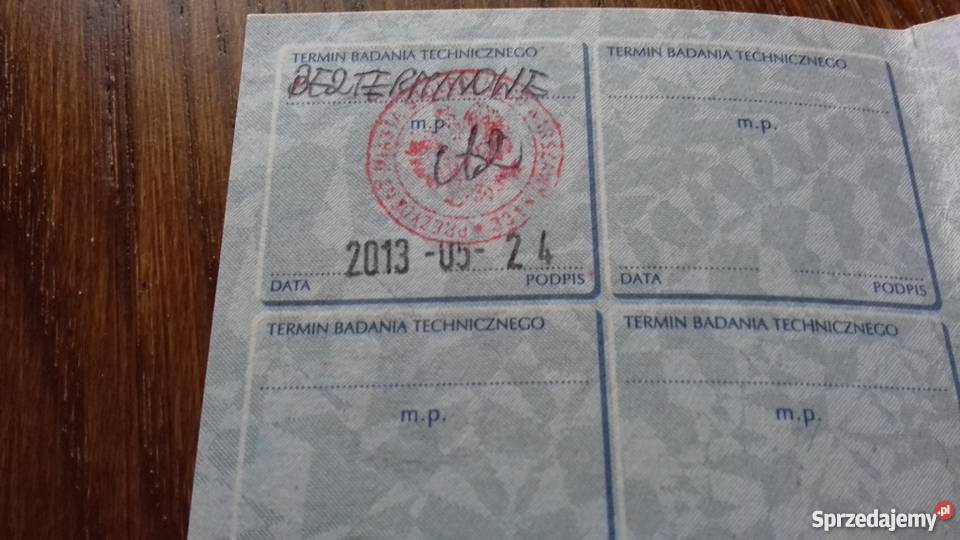 TERMIN BADANIA TECHNICZNEGO
BEZTERMINOWE
m.p.
2013 -05- 24
DATA PODPIS
TERMIN BADANIA TECHNICZNEGO
m.p.
DATA PODPIS
TERMIN BADANIA TECHNICZNEGO
m.p.
TERMIN BADANIA TECHNICZNEGO
m.p.
Sprzedajemy.pl